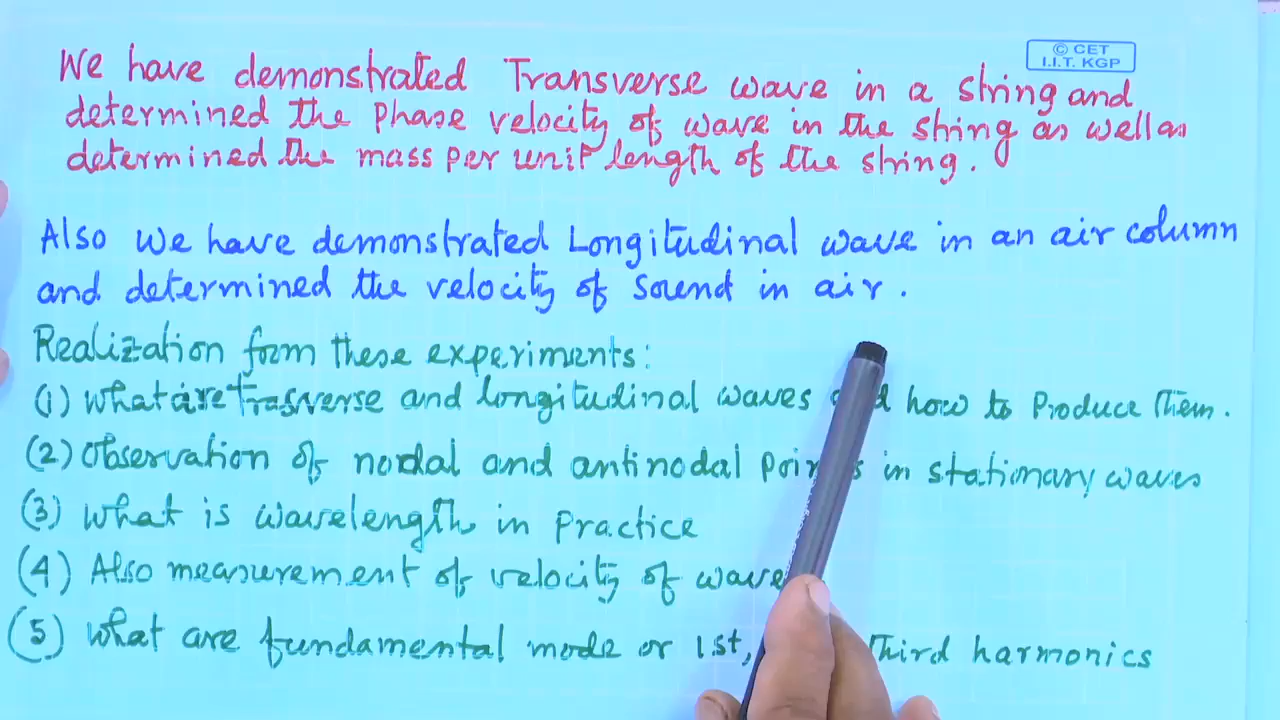 © CET
I.I.T. KGP
We have demonstrated Transverse wave in a string and
determined the phase velocity of wave in the string as well as
determined the mass per unit length of the string.
Also we have demonstrated Longitudinal wave in an air column
and determined the velocity of sound in air.
Realization form these experiments:
(1) what are trasverse and longitudinal waves and how to produce them.
(2) Observation of nodal and antinodal points in stationary waves
(3) what is wavelength in practice
(4) Also measurement of velocity of wave
(5) what are fundamental mode or 1st, Third harmonics